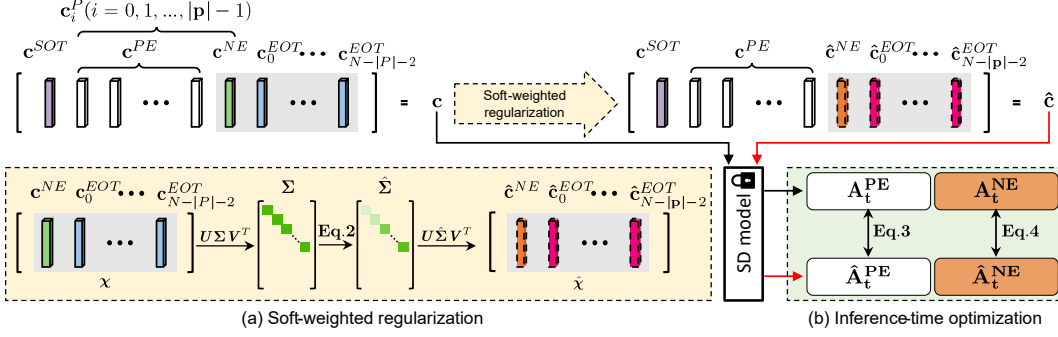 c_i^P (i = 0, 1, ..., |p| − 1)
c^{SOT} c^{PE} c^{NE} c_0^{EOT} ••• c_{N−|P|−2}^{EOT}
[ ••• ••• ] = c
Soft-weighted
regularization
c^{SOT} c^{PE} ĉ^{NE} ĉ_0^{EOT} ••• ĉ_{N−|p|−2}^{EOT}
[ ••• ••• ] = ĉ
c^{NE} c_0^{EOT} ••• c_{N−|P|−2}^{EOT}
[ ••• ]
χ
UΣV^T
Σ
Eq.2
Σ̂
UΣ̂V^T
ĉ^{NE} ĉ_0^{EOT} ••• ĉ_{N−|p|−2}^{EOT}
[ ••• ]
χ̂
SD model
A_t^{PE} A_t^{NE}
Eq.3 Eq.4
Â_t^{PE} Â_t^{NE}
(a) Soft-weighted regularization
(b) Inference-time optimization